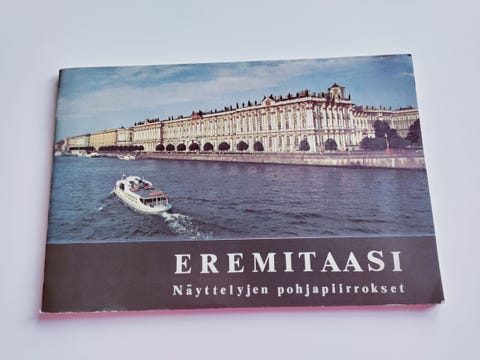 EREMITAASI
Näyttelyjen pohjapiirrokset